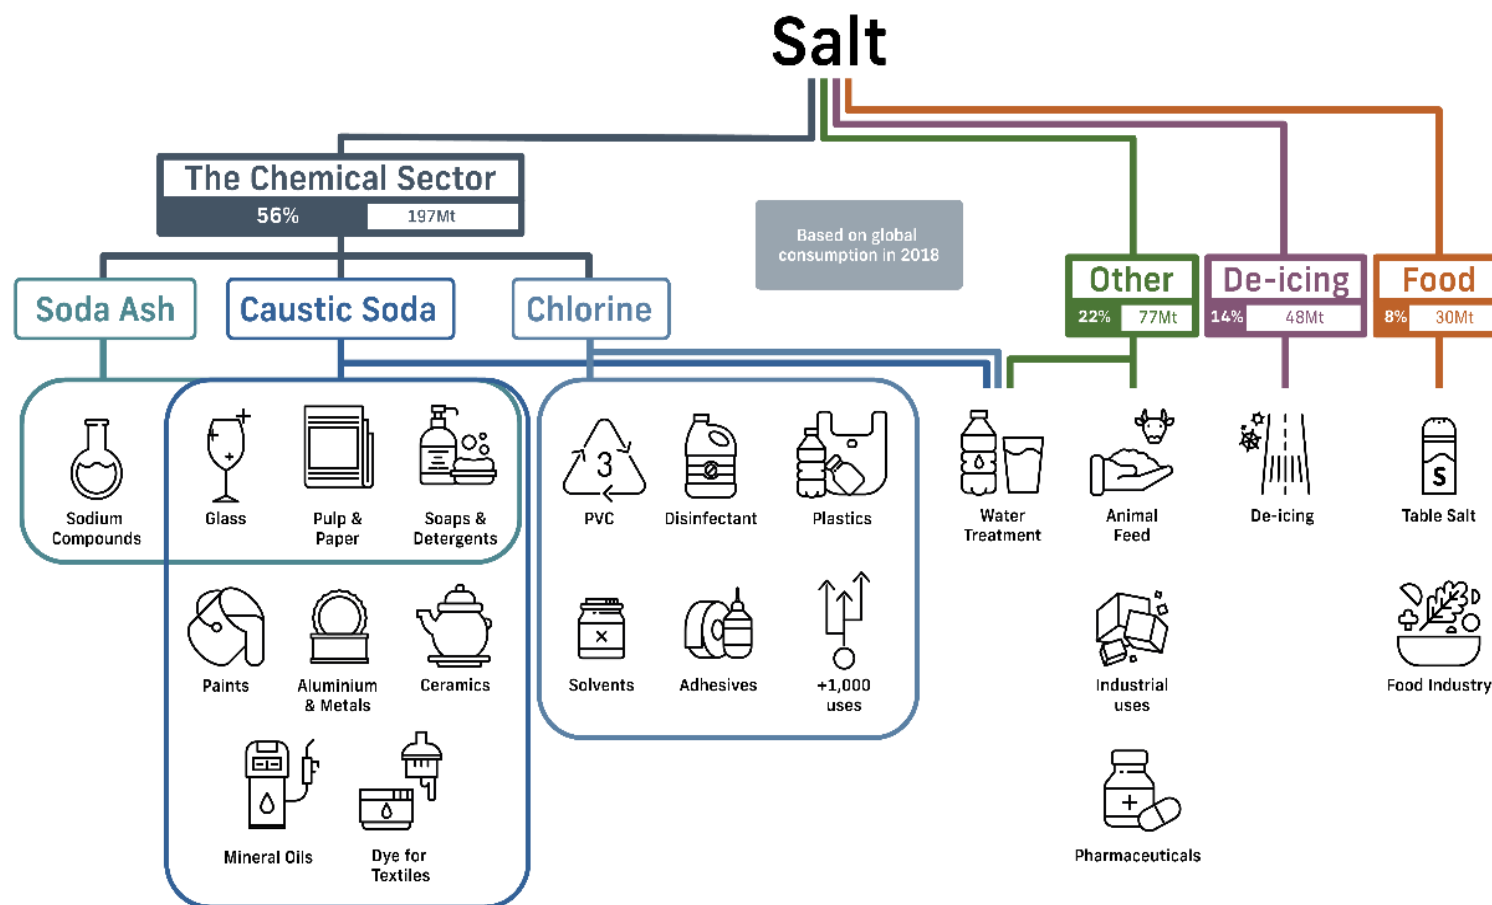 Salt
The Chemical Sector
56%
197Mt
Based on global
consumption in 2018
Soda Ash
Caustic Soda
Chlorine
Other
22%
77Mt
De-icing
14%
48Mt
Food
8%
30Mt
Sodium
Compounds
Glass
Pulp &
Paper
Soaps &
Detergents
3
PVC
Disinfectant
Plastics
Water
Treatment
Animal
Feed
De-icing
S
Table Salt
Paints
Aluminium
& Metals
Ceramics
X
Solvents
Adhesives
+1,000
uses
Industrial
uses
Food Industry
Mineral Oils
Dye for
Textiles
Pharmaceuticals